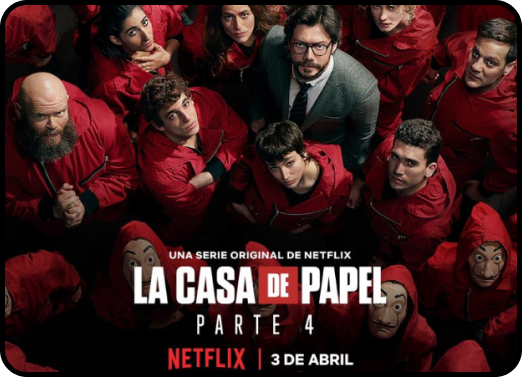 UNA SERIE ORIGINAL DE NETFLIX
LA CASA DE PAPEL
PARTE 4
NETFLIX | 3 DE ABRIL